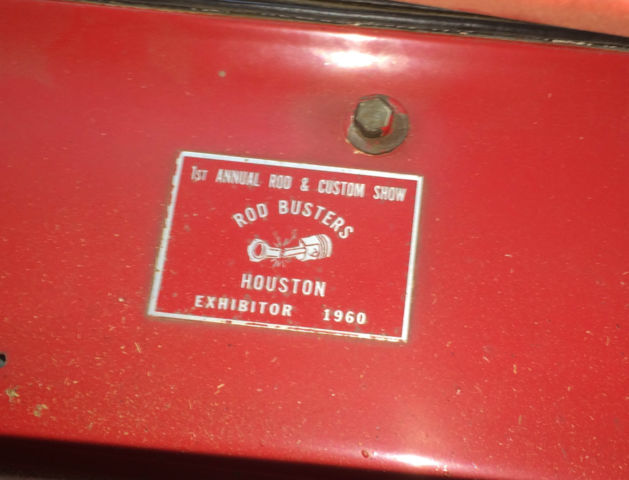 1ST ANNUAL ROD & CUSTOM SHOW
ROD BUSTERS
HOUSTON
EXHIBITOR 1960